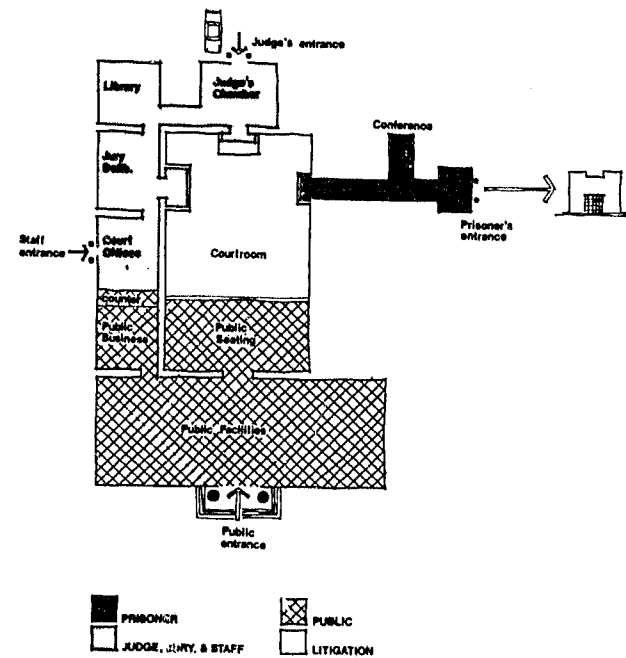 Judge's entrance
Library
Judge's
Chamber
Conference
Jury
Delib.
Prisoner's
entrance
Staff
entrance
Court
Offices
Courtroom
counter
Public
Business
Public
Seating
Public Facilities
Public
entrance
PRISONER
PUBLIC
JUDGE, JURY, & STAFF
LITIGATION